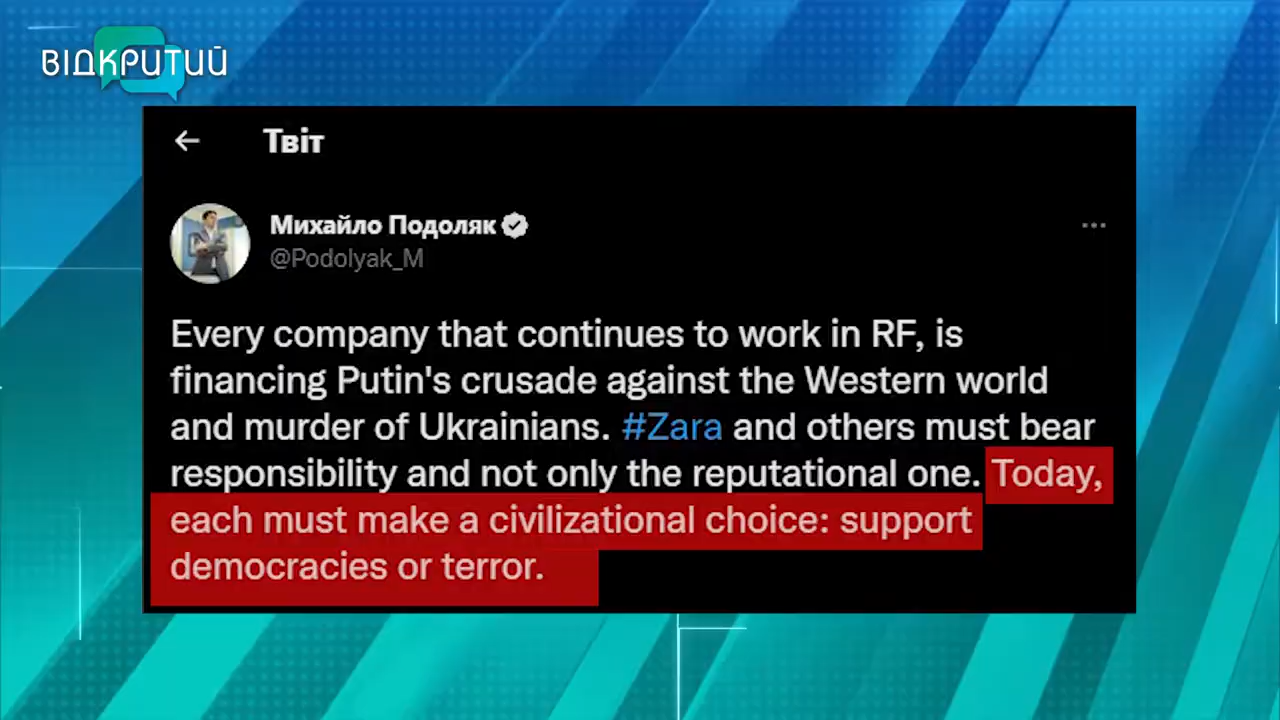 ВІДКРИТИЙ
Твіт
Михайло Подоляк
@Podolyak_M
Every company that continues to work in RF, is
financing Putin's crusade against the Western world
and murder of Ukrainians. #Zara and others must bear
responsibility and not only the reputational one. Today,
each must make a civilizational choice: support
democracies or terror.